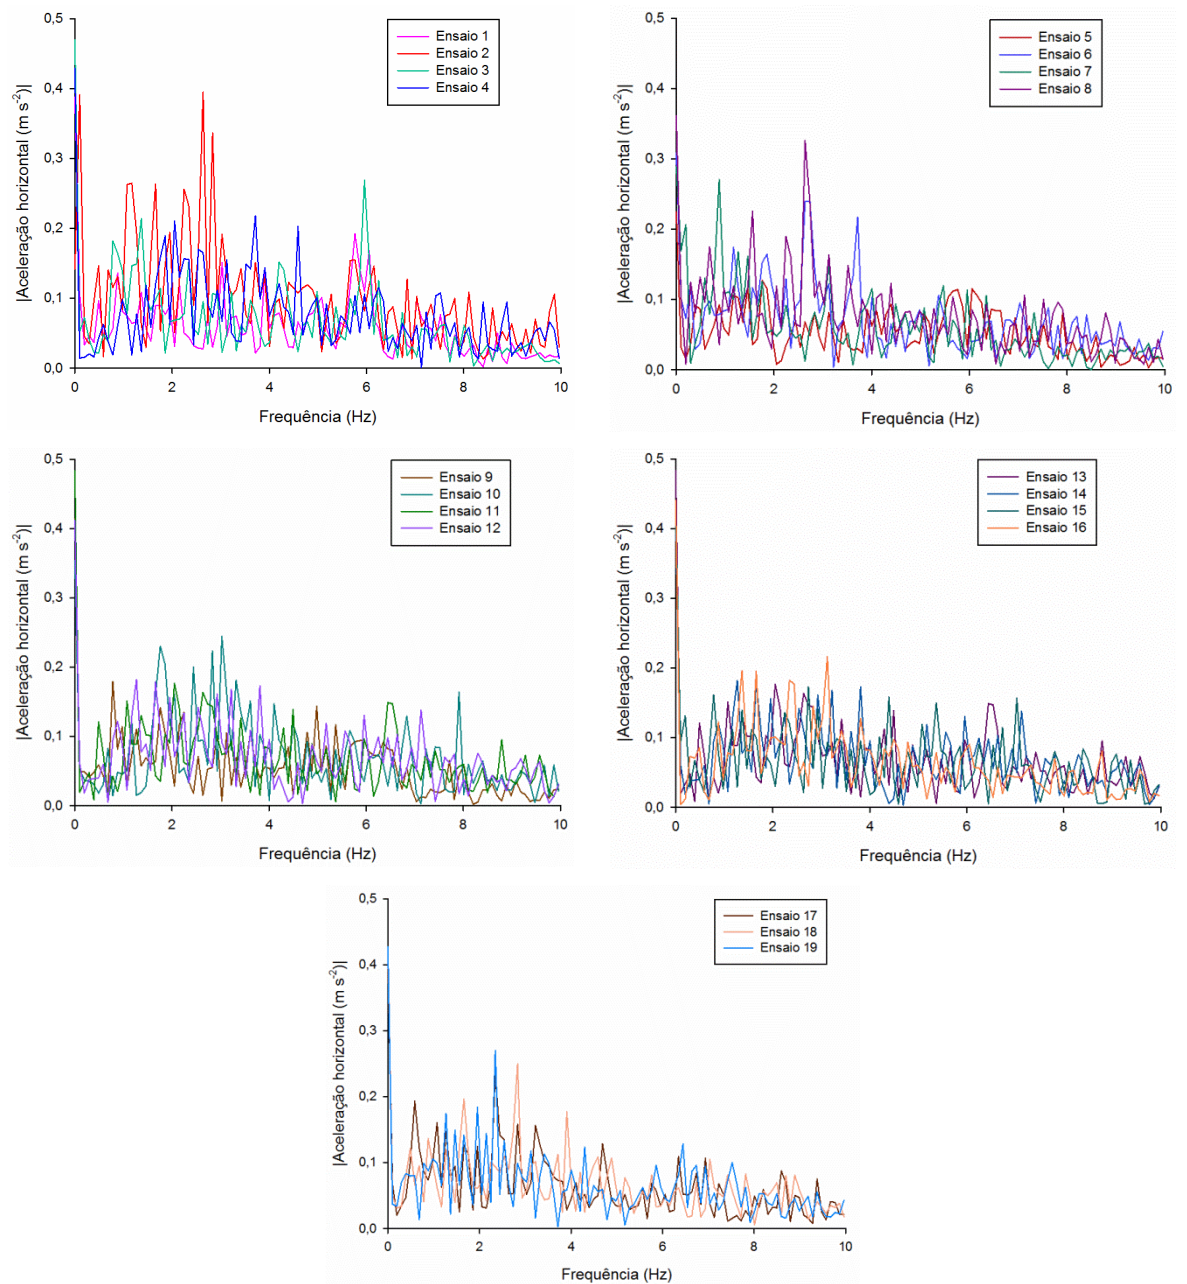 |Aceleração horizontal (m s⁻²)|
0,5
0,4
0,3
0,2
0,1
0,0
Ensaio 1
Ensaio 2
Ensaio 3
Ensaio 4
0 2 4 6 8 10
Frequência (Hz)
|Aceleração horizontal (m s⁻²)|
0,5
0,4
0,3
0,2
0,1
0,0
Ensaio 5
Ensaio 6
Ensaio 7
Ensaio 8
0 2 4 6 8 10
Frequência (Hz)
|Aceleração horizontal (m s⁻²)|
0,5
0,4
0,3
0,2
0,1
0,0
Ensaio 9
Ensaio 10
Ensaio 11
Ensaio 12
0 2 4 6 8 10
Frequência (Hz)
|Aceleração horizontal (m s⁻²)|
0,5
0,4
0,3
0,2
0,1
0,0
Ensaio 13
Ensaio 14
Ensaio 15
Ensaio 16
0 2 4 6 8 10
Frequência (Hz)
|Aceleração horizontal (m s⁻²)|
0,5
0,4
0,3
0,2
0,1
0,0
Ensaio 17
Ensaio 18
Ensaio 19
0 2 4 6 8 10
Frequência (Hz)